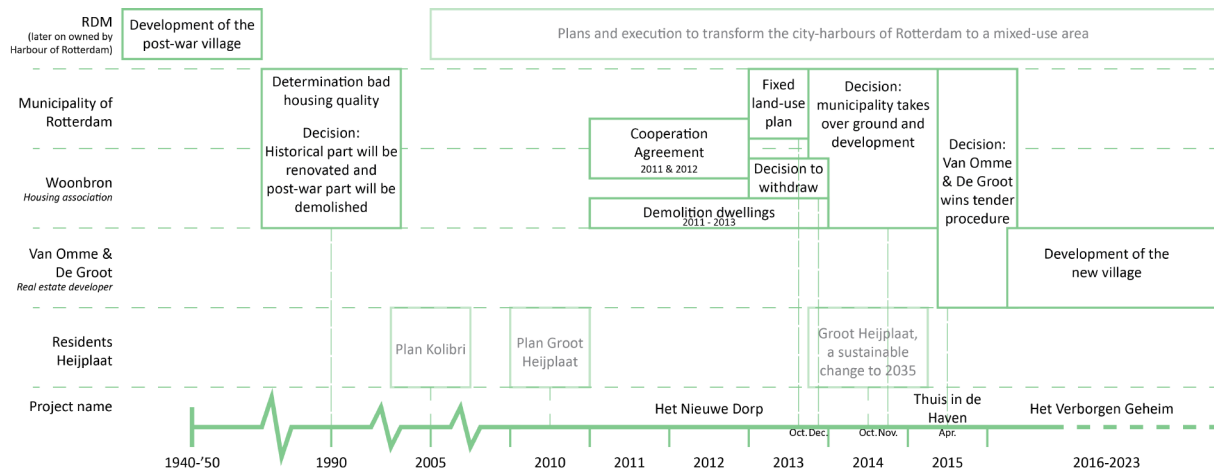 RDM
(later on owned by
Harbour of Rotterdam)
Development of the
post-war village
Plans and execution to transform the city-harbours of Rotterdam to a mixed-use area
Municipality of
Rotterdam
Determination bad
housing quality
Decision:
Historical part will be
renovated and
post-war part will be
demolished
Cooperation
Agreement
2011 & 2012
Fixed
land-use
plan
Decision:
municipality takes
over ground and
development
Decision:
Van Omme
& De Groot
wins tender
procedure
Woonbron
Housing association
Decision to
withdraw
Demolition dwellings
2011 - 2013
Van Omme &
De Groot
Real estate developer
Development of the
new village
Residents
Heijplaat
Plan Kolibri
Plan Groot
Heijplaat
Groot Heijplaat,
a sustainable
change to 2035
Project name
Het Nieuwe Dorp
Thuis in de
Haven
Het Verborgen Geheim
Oct. Dec.
Oct. Nov.
Apr.
1940-'50
1990
2005
2010
2011
2012
2013
2014
2015
2016-2023